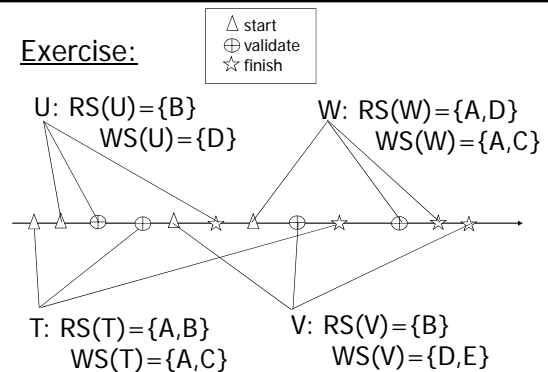 start
validate
finish
Exercise:
U: RS(U)={B}
WS(U)={D}
W: RS(W)={A,D}
WS(W)={A,C}
T: RS(T)={A,B}
WS(T)={A,C}
V: RS(V)={B}
WS(V)={D,E}